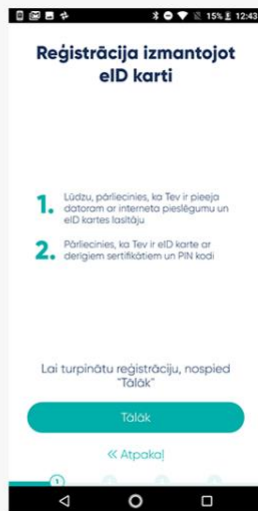 15% 12:43
Reģistrācija izmantojot
eID karti
1. Lūdzu, pārliecinies, ka Tev ir pieeja
datoram ar interneta pieslēgumu un
eID kartes lasītāju
2. Pārliecinies, ka Tev ir eID karte ar
derīgiem sertifikātiem un PIN kodi
Lai turpinātu reģistrāciju, nospied
"Tālāk"
Tālāk
« Atpakaļ
1